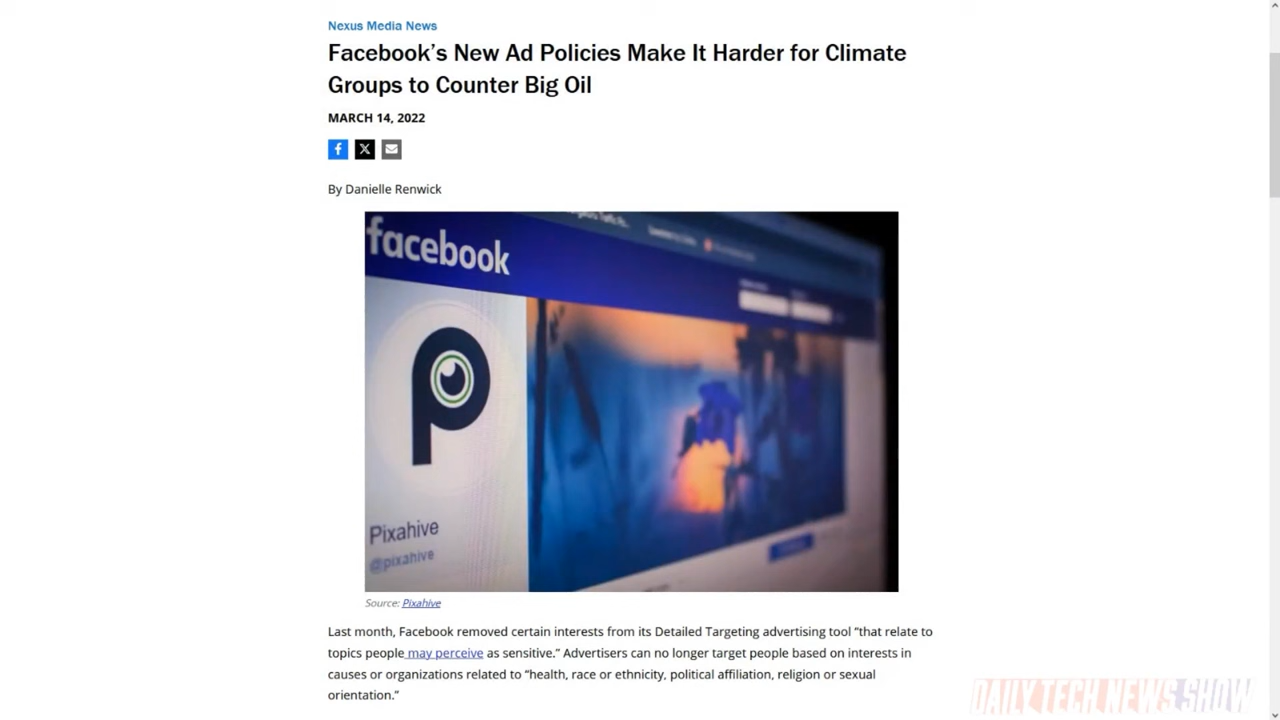 Nexus Media News
Facebook’s New Ad Policies Make It Harder for Climate
Groups to Counter Big Oil
MARCH 14, 2022
By Danielle Renwick
facebook
Pixahive
@pixahive
Source: Pixahive
Last month, Facebook removed certain interests from its Detailed Targeting advertising tool “that relate to
topics people may perceive as sensitive.” Advertisers can no longer target people based on interests in
causes or organizations related to “health, race or ethnicity, political affiliation, religion or sexual
orientation.”
DAILY TECH NEWS SHOW